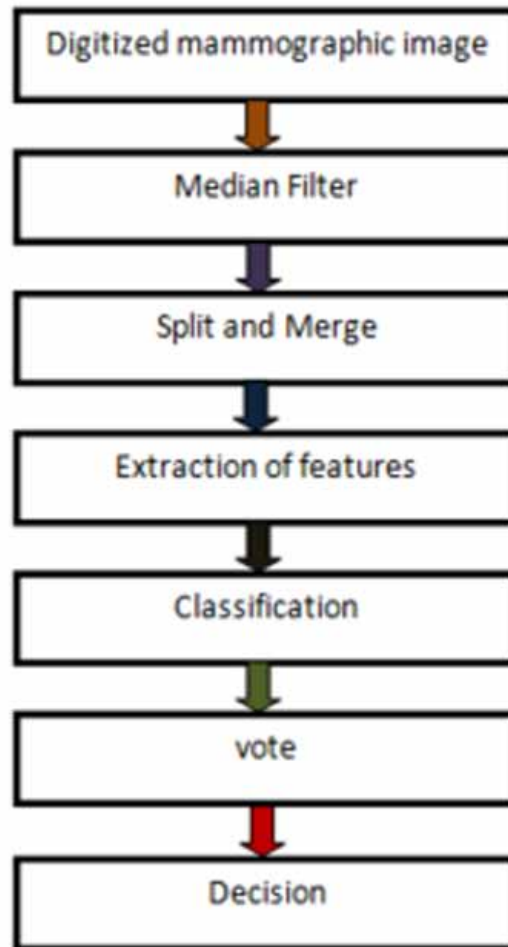 Digitized mammographic image
Median Filter
Split and Merge
Extraction of features
Classification
vote
Decision